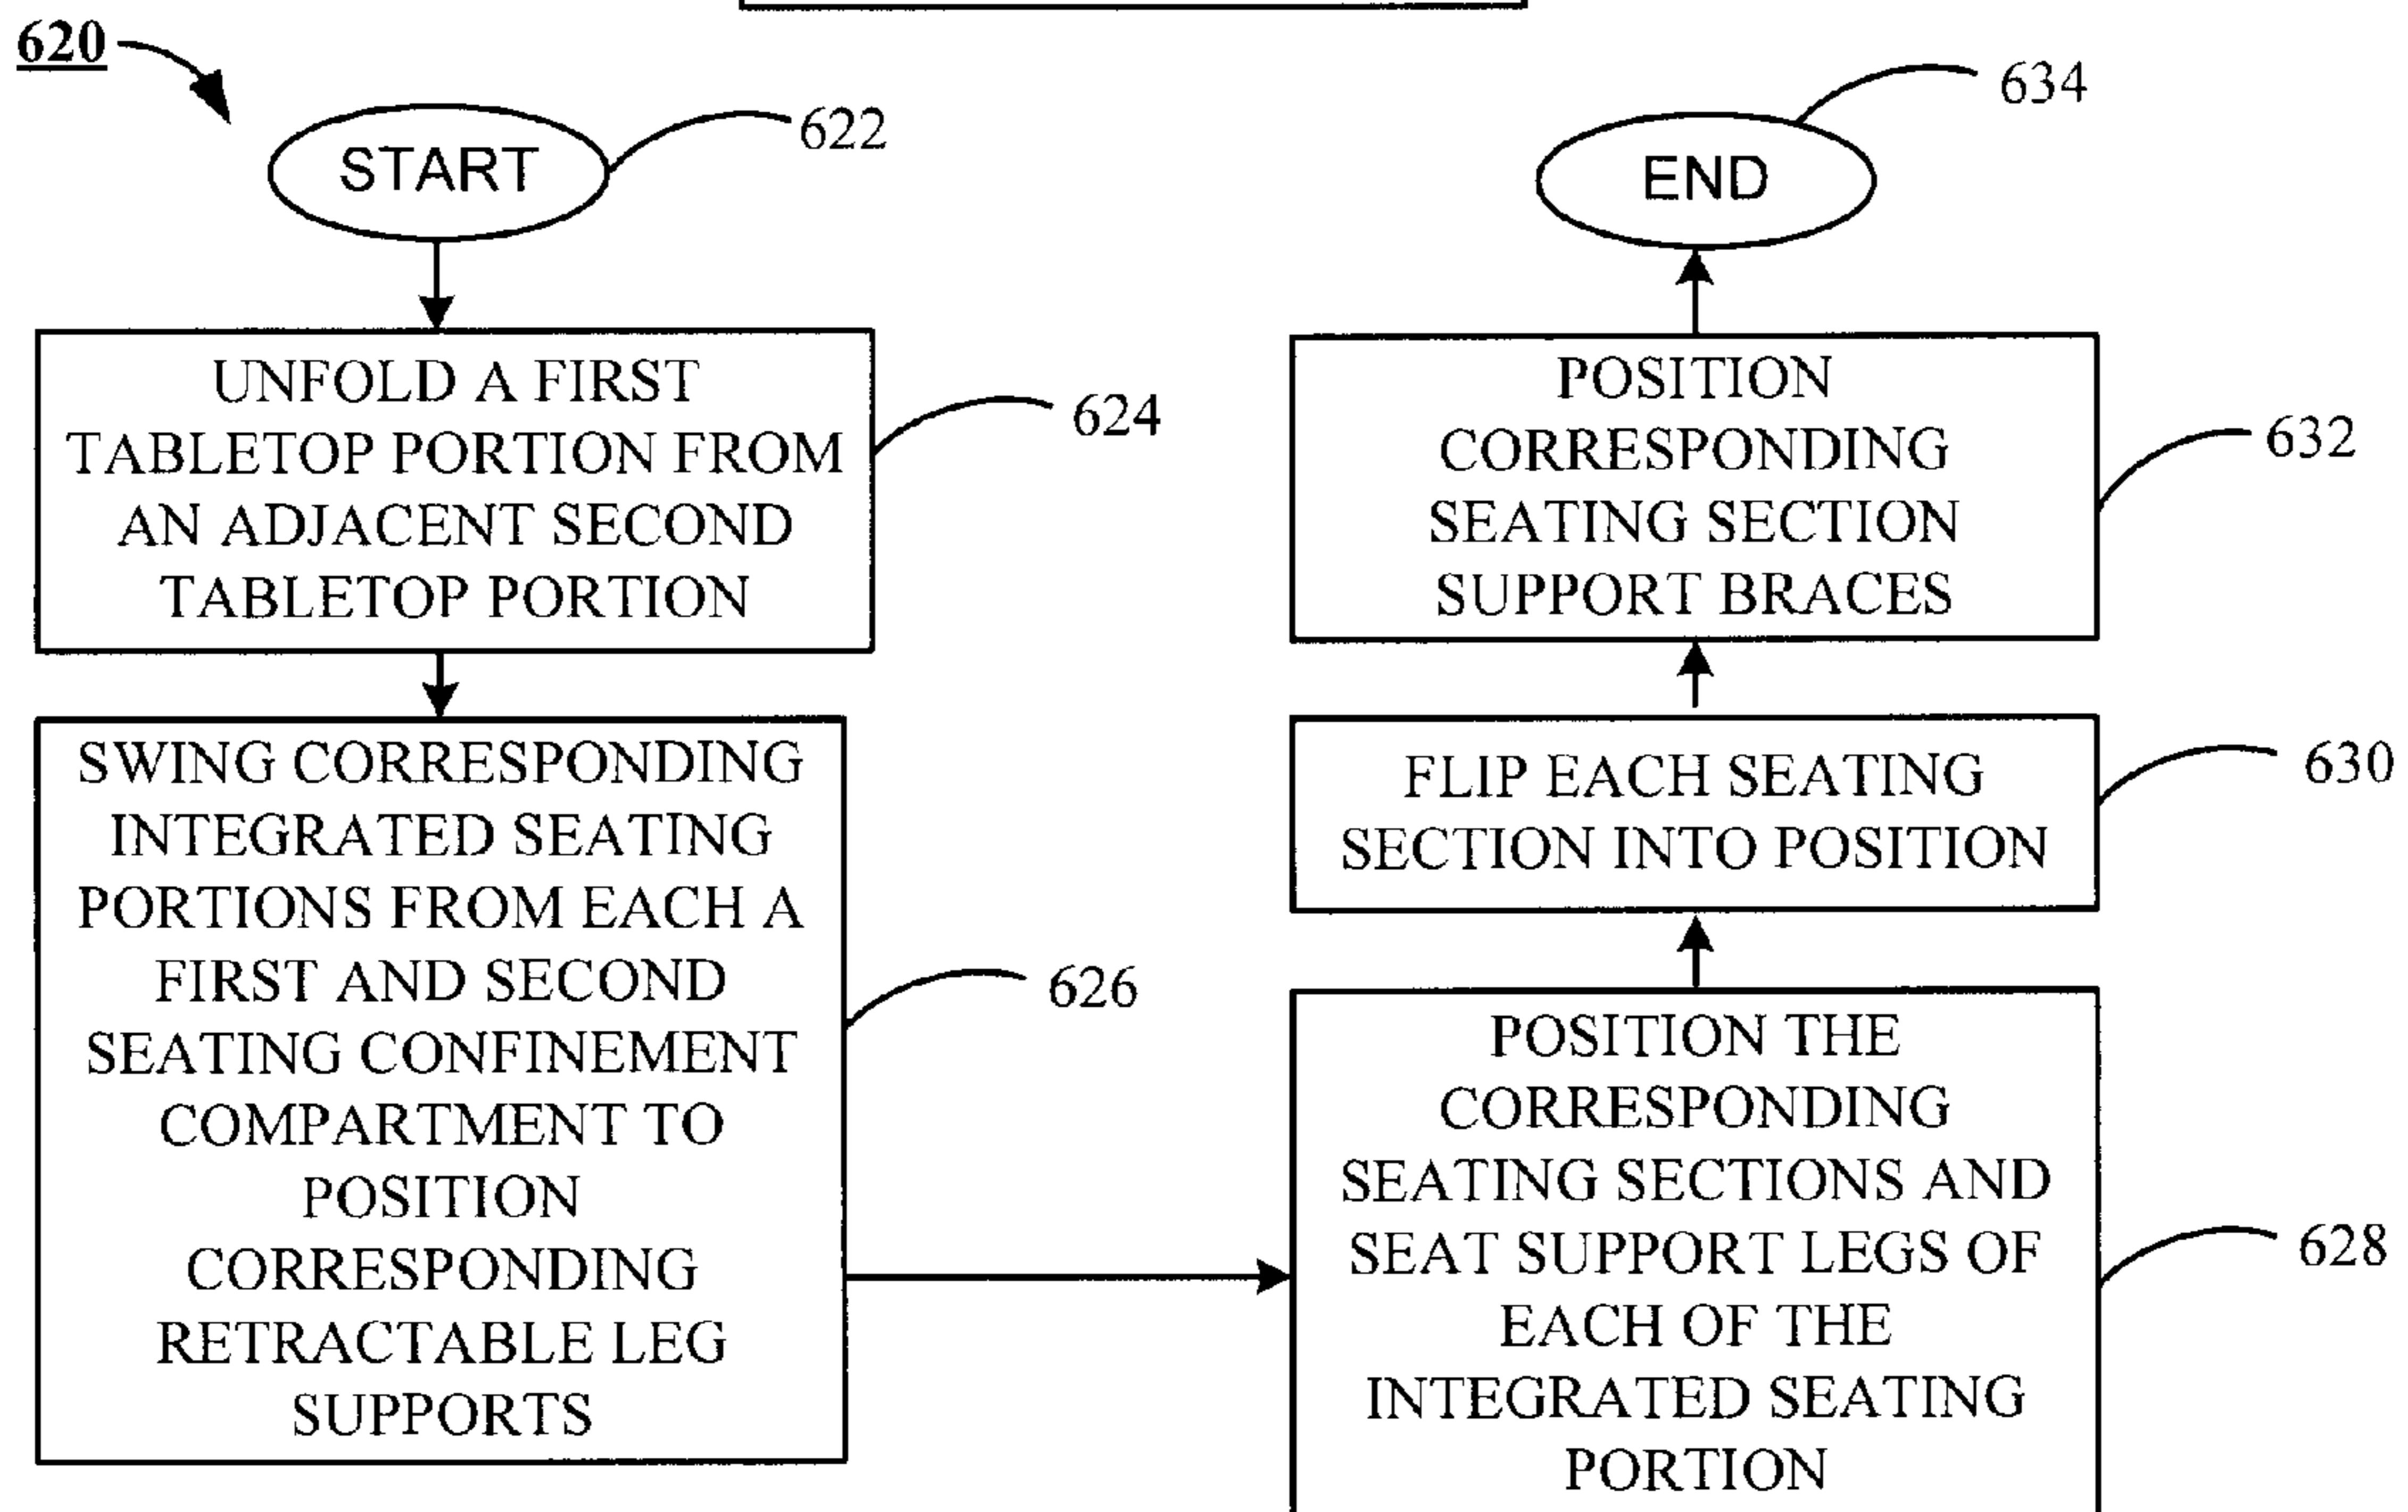 620
START
622
UNFOLD A FIRST
TABLETOP PORTION FROM
AN ADJACENT SECOND
TABLETOP PORTION
624
SWING CORRESPONDING
INTEGRATED SEATING
PORTIONS FROM EACH A
FIRST AND SECOND
SEATING CONFINEMENT
COMPARTMENT TO
POSITION
CORRESPONDING
RETRACTABLE LEG
SUPPORTS
626
POSITION THE
CORRESPONDING
SEATING SECTIONS AND
SEAT SUPPORT LEGS OF
EACH OF THE
INTEGRATED SEATING
PORTION
628
FLIP EACH SEATING
SECTION INTO POSITION
630
POSITION
CORRESPONDING
SEATING SECTION
SUPPORT BRACES
632
END
634